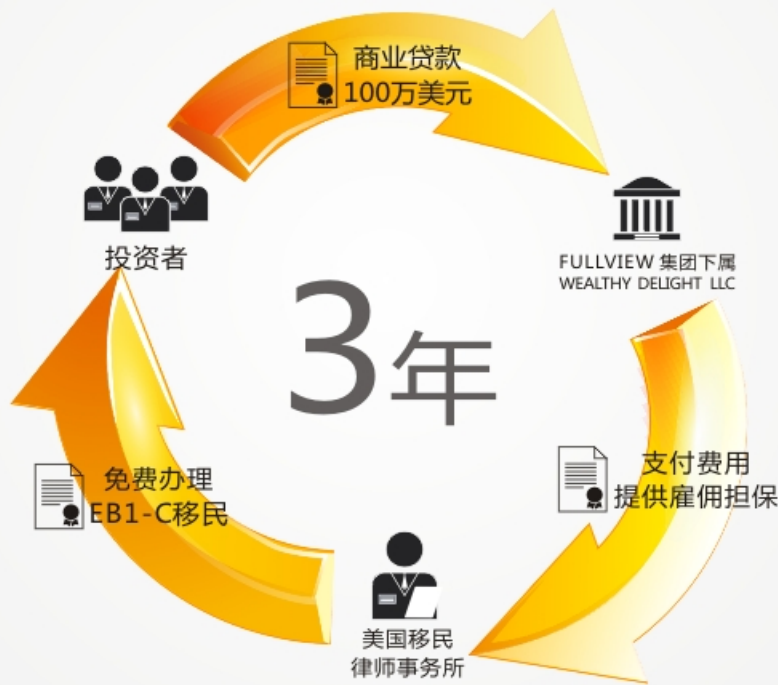 商业贷款
100万美元
投资者
FULLVIEW 集团下属
WEALTHY DELIGHT LLC
3年
支付费用
提供雇佣担保
免费办理
EB1-C移民
美国移民
律师事务所